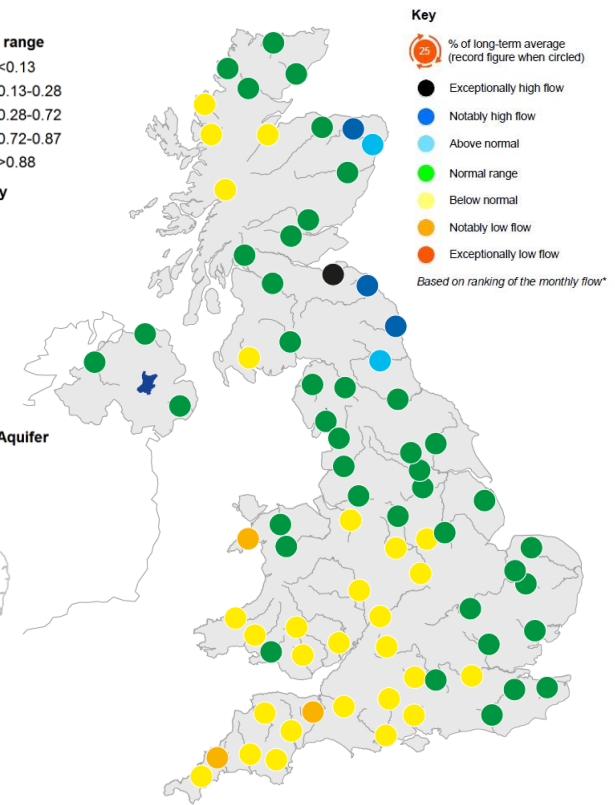 range
<0.13
0.13-0.28
0.28-0.72
0.72-0.87
>0.88
y
Aquifer
Key
25
% of long-term average
(record figure when circled)
Exceptionally high flow
Notably high flow
Above normal
Normal range
Below normal
Notably low flow
Exceptionally low flow
Based on ranking of the monthly flow*